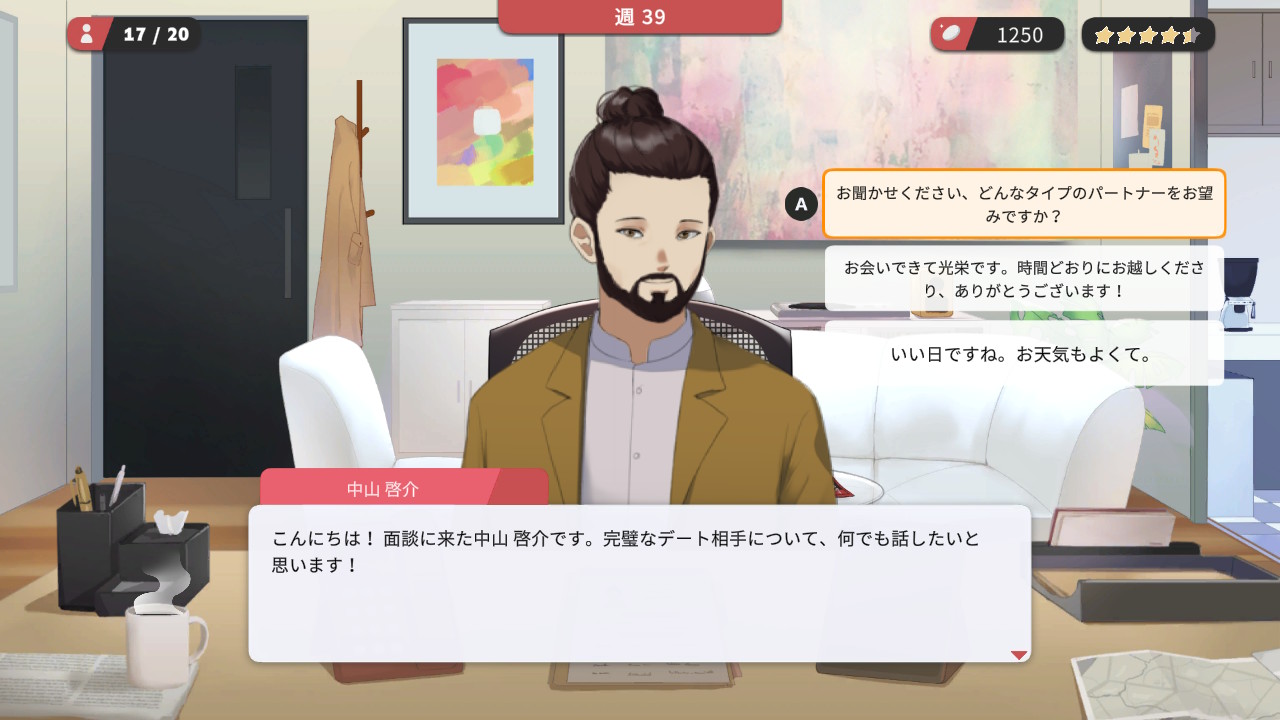 17 / 20
週 39
1250
A
お聞かせください、どんなタイプのパートナーをお望
みですか？
お会いできて光栄です。時間どおりにお越しくださ
り、ありがとうございます！
いい日ですね。お天気もよくて。
中山 啓介
こんにちは！ 面談に来た中山 啓介です。完璧なデート相手について、何でも話したいと
思います！